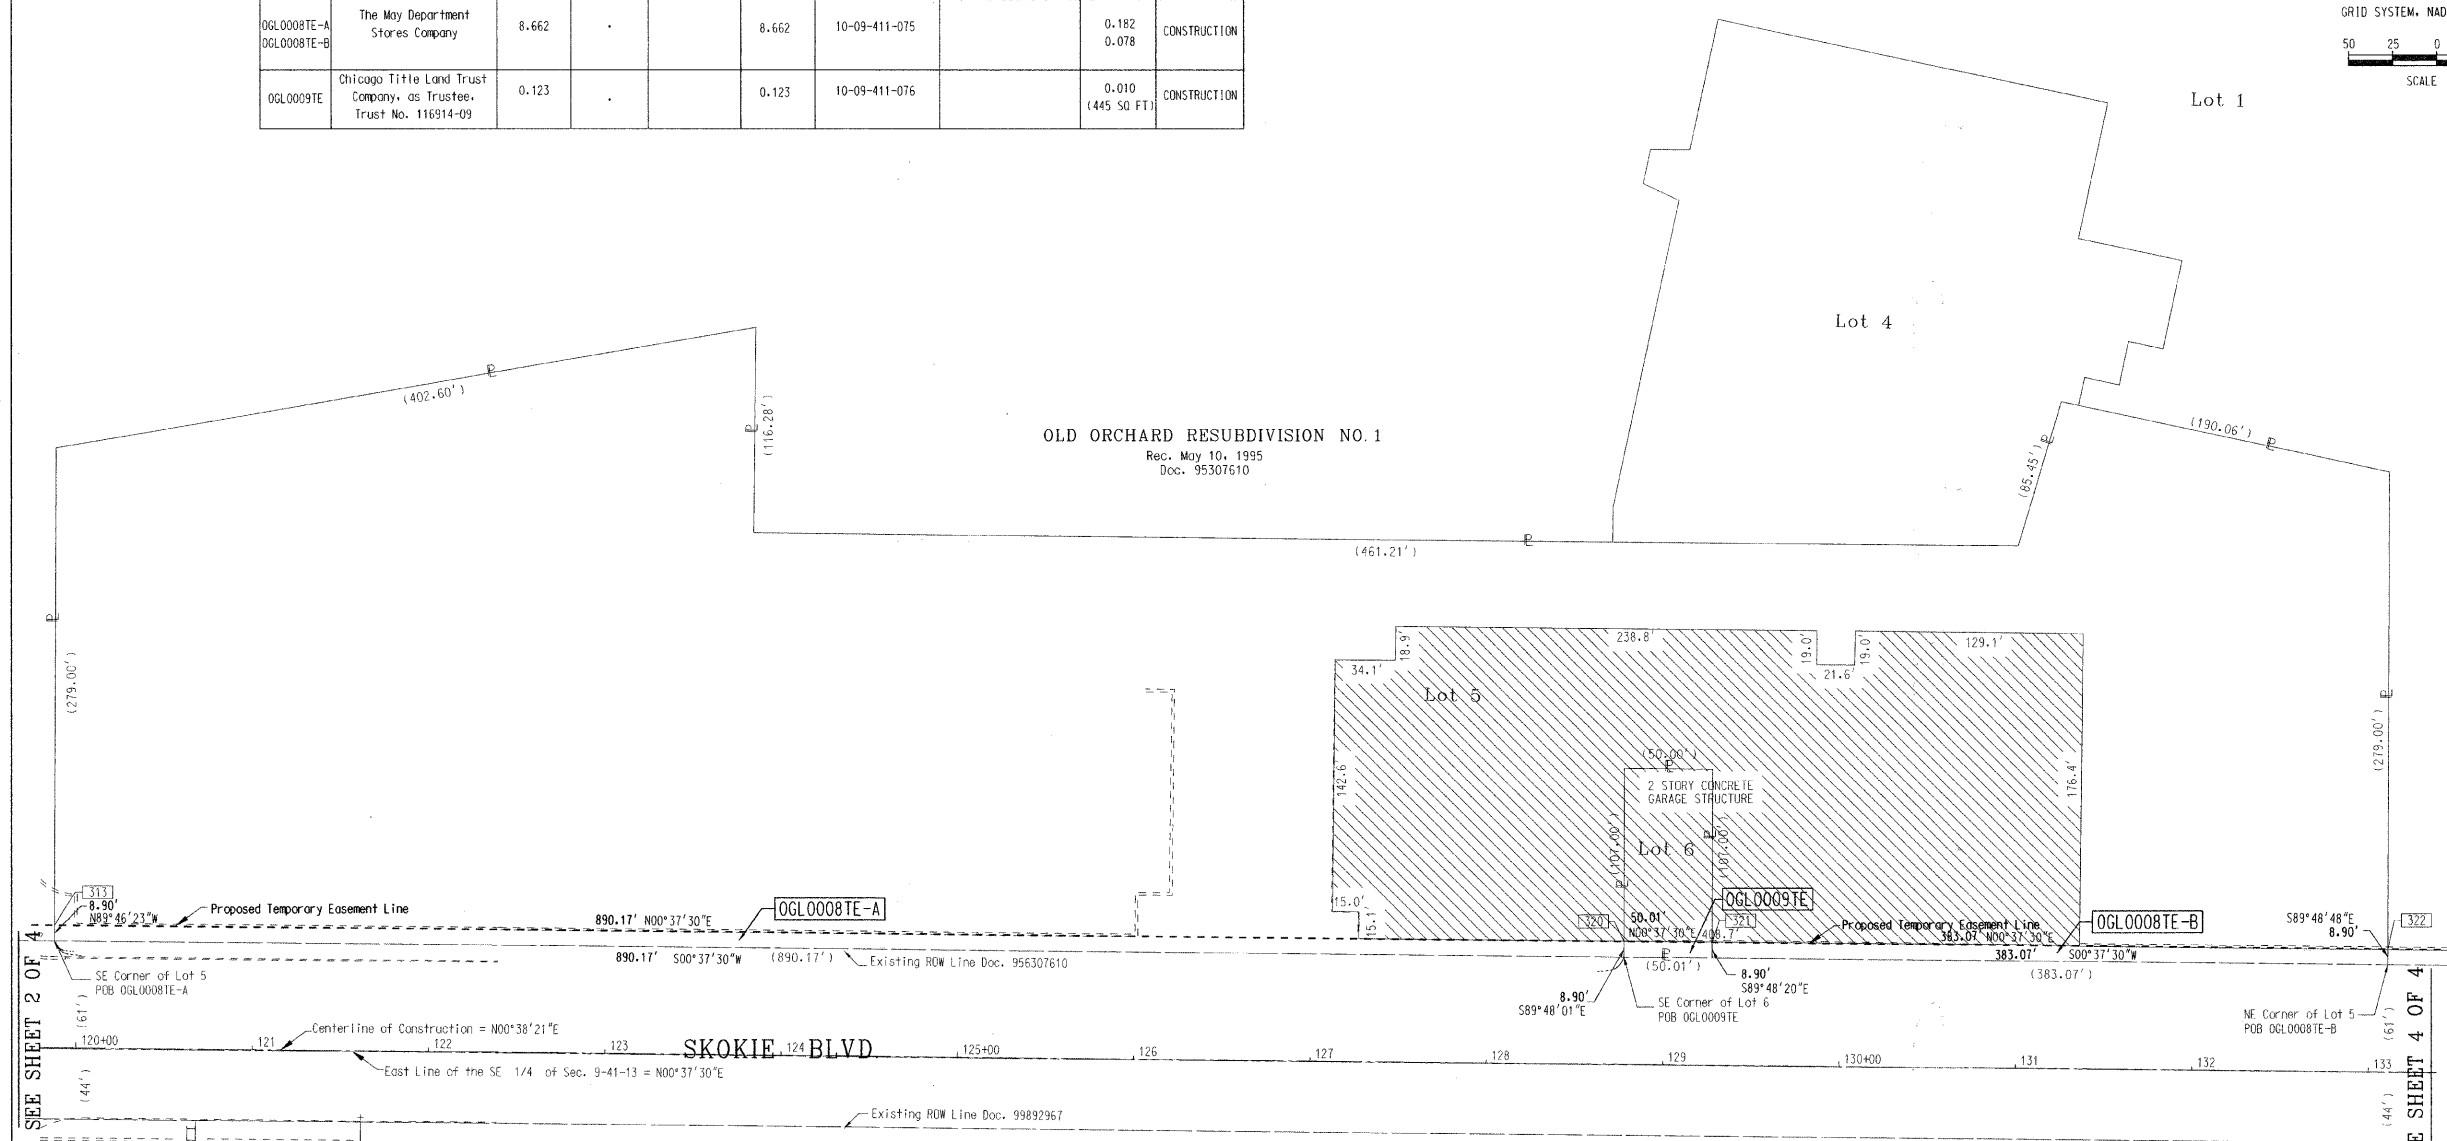 0GL0008TE-A
0GL0008TE-B
The May Department
Stores Company
8.662
8.662
10-09-411-075
0.182
0.078
CONSTRUCTION
0GL0009TE
Chicago Title Land Trust
Company, as Trustee,
Trust No. 116914-09
0.123
0.123
10-09-411-076
0.010
(445 SQ FT)
CONSTRUCTION
GRID SYSTEM, NAD
50 25 0
SCALE
Lot 1
Lot 4
(402.60')
(116.28')
OLD ORCHARD RESUBDIVISION NO. 1
Rec. May 10, 1995
Doc. 95307610
(190.06')
(85.45')
(461.21')
(279.00')
34.1'
18.9'
238.8'
19.0'
21.6'
19.0'
129.1'
Lot 5
142.6'
(50.00')
2 STORY CONCRETE
GARAGE STRUCTURE
176.4'
(279.00')
(107.00')
Lot 6
(107.00')
313
8.90'
N89°46'23"W
Proposed Temporary Easement Line
890.17' N00°37'30"E
0GL0008TE-A
15.0'
15.1'
320
50.01'
N00°37'30"E
408.7'
0GL0009TE
321
Proposed Temporary Easement Line
383.07' N00°37'30"E
0GL0008TE-B
S89°48'48"E
8.90'
322
SE Corner of Lot 5
POB 0GL0008TE-A
890.17' S00°37'30"W
(890.17')
Existing ROW Line Doc. 956307610
(50.01')
8.90'
S89°48'20"E
383.07' S00°37'30"W
(383.07')
8.90'
S89°48'01"E
SE Corner of Lot 6
POB 0GL0009TE
NE Corner of Lot 5
POB 0GL0008TE-B
SEE SHEET 2 OF 4
(61')
Centerline of Construction = N00°38'21"E
(61')
E SHEET 4 OF 4
120+00 121 122 123 124 125+00 126 127 128 129 130+00 131 132 133
SKOKIE BLVD
East Line of the SE 1/4 of Sec. 9-41-13 = N00°37'30"E
(44')
Existing ROW Line Doc. 99892967
(44')